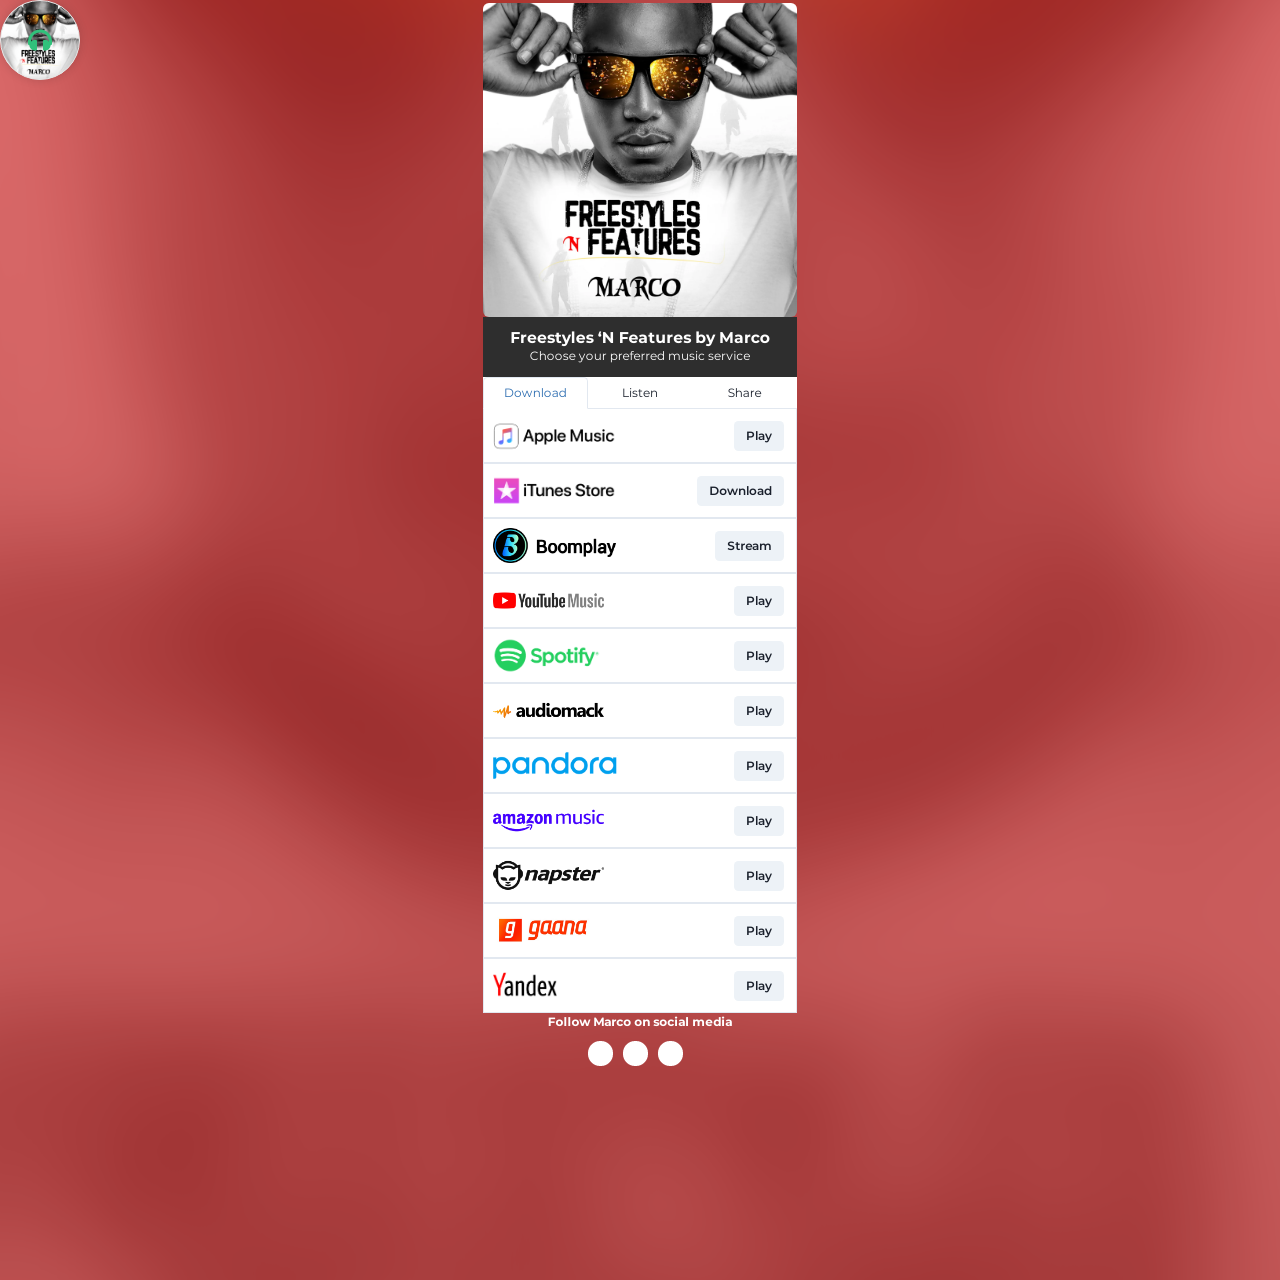 FREESTYLES
'N FEATURES
MARCO
FREESTYLES
'N FEATURES
MARCO
Freestyles ‘N Features by Marco
Choose your preferred music service
Download Listen Share
Apple Music Play
iTunes Store Download
Boomplay Stream
YouTube Music Play
Spotify Play
audiomack Play
pandora Play
amazon music Play
napster Play
gaana Play
Yandex Play
Follow Marco on social media